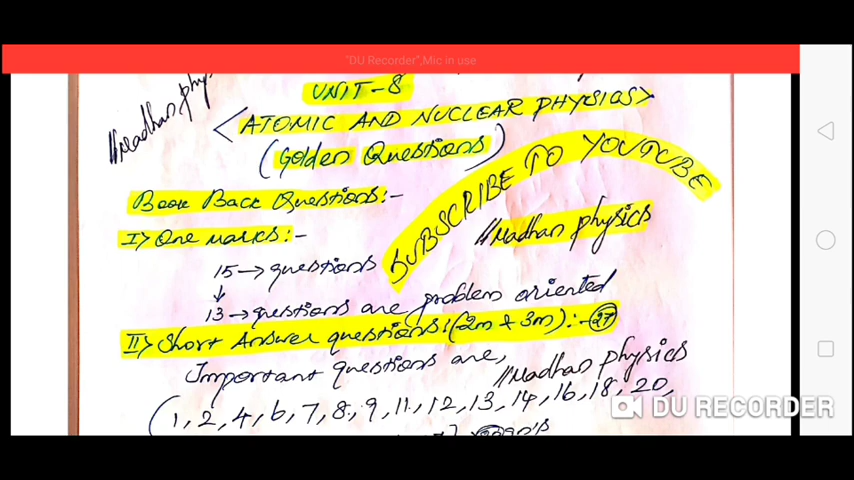 "DU Recorder",Mic in use
UNIT-8
<ATOMIC AND NUCLEAR PHYSICS>
(Golden Questions)
SUBSCRIBE TO YOUTUBE
Book Back Questions:-
I> One marks:-
//Madhan physics
15→questions
13→questions are problem oriented
II> Short Answer questions:(2m + 3m):-27
Important questions are,
//Madhan physics
(1, 2, 4, 6, 7, 8, 9, 11, 12, 13, 14, 16, 18, 20,
DU RECORDER